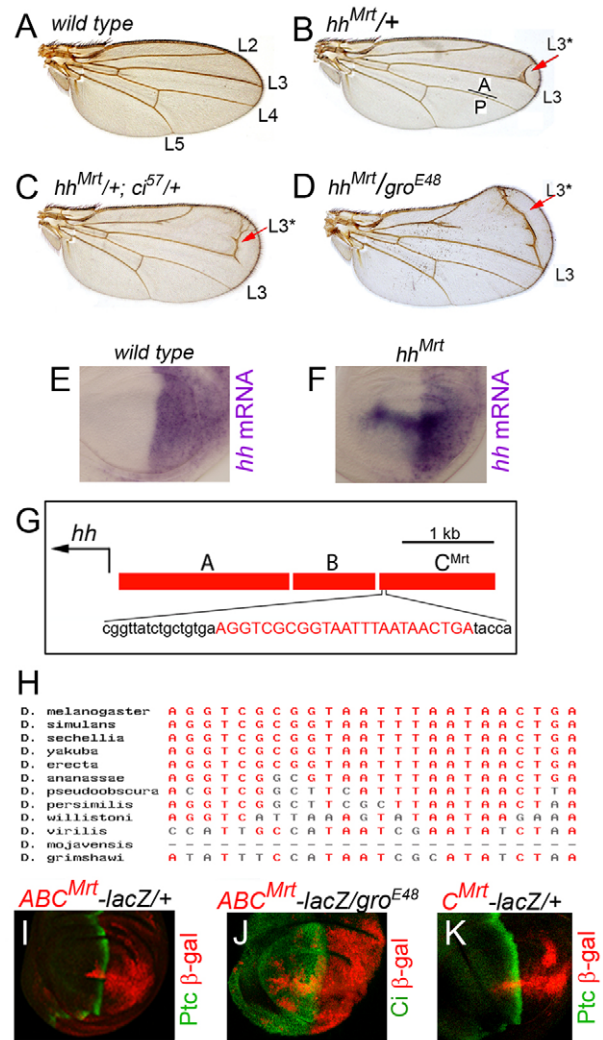 A wild type
L2
L3
L4
L5
B hhMrt/+
L3*
A
P
L3
C hhMrt/+; ci57/+
L3*
L3
D hhMrt/groE48
L3*
L3
E wild type
hh mRNA
F hhMrt
hh mRNA
G
hh
1 kb
A B CMrt
cggttatctgctgtgaAGGTCGCGGTAATTTAATAACTGAtacca
H
D. melanogaster A G G T C G C G G T A A T T T A A T A A C T G A
D. simulans A G G T C G C G G T A A T T T A A T A A C T G A
D. sechellia A G G T C G C G G T A A T T T A A T A A C T G A
D. yakuba A G G T C G C G G T A A T T T A A T A A C T G A
D. erecta A G G T C G C G G T A A T T T A A T A A C T G A
D. ananassae A G G T C G G C G T A A T T T A A T A A C T G A
D. pseudoobscura A C G T C G G C T T C A T T T A A T A A C T T A
D. persimilis A G G T C G G C T T C G C T T A A T A A C T A A
D. willistoni A G G T C A T T A A G T A T A A T A A G A A A
D. virilis C C A T T G C C A T A A T C G A A T A T C T A A
D. mojavensis – – – – – – – – – – – – – – – – – – – – – – – –
D. grimshawi A T A T T T C C A T A A T C G C A T A T C T A A
ABCMrt-lacZ/+
I
Ptc β-gal
ABCMrt-lacZ/groE48
J
Ci β-gal
CMrt-lacZ/+
K
Ptc β-gal